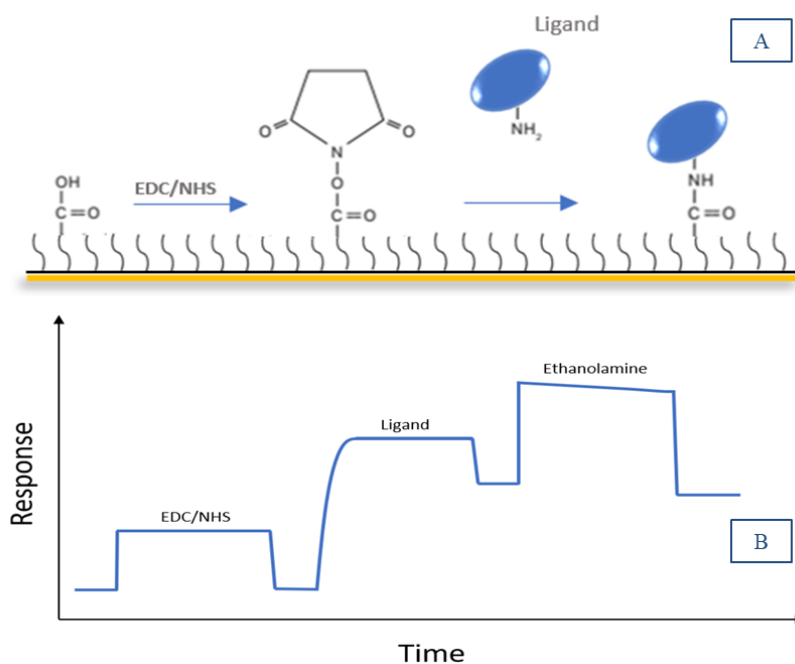 Ligand
A
O
O
N
NH₂
OH
EDC/NHS
O
NH
C=O
C=O
C=O
Response
Ethanolamine
Ligand
EDC/NHS
B
Time